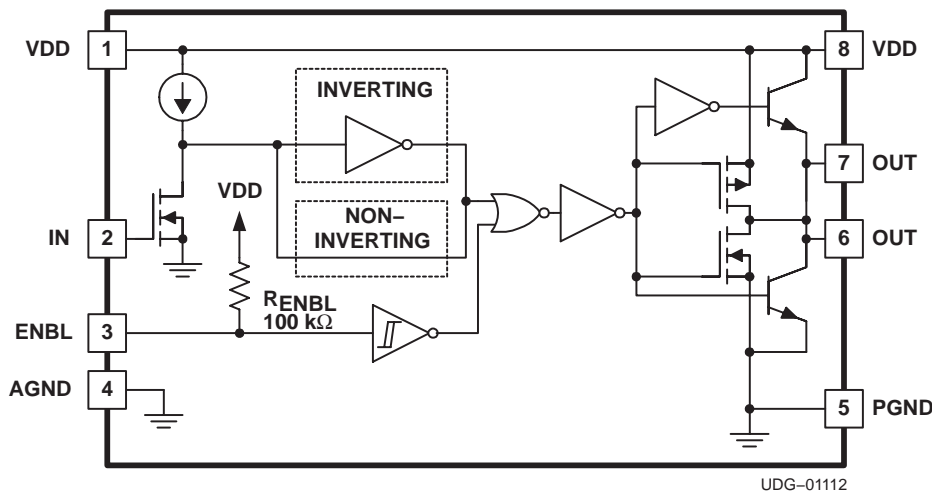 VDD 1
8 VDD
INVERTING
VDD
7 OUT
NON–
INVERTING
IN 2
6 OUT
RENBL
100 kΩ
ENBL 3
AGND 4
5 PGND
UDG–01112